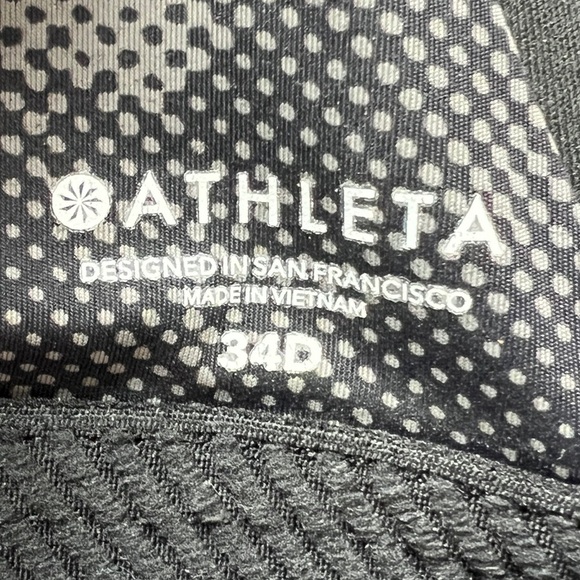 ATHLETA
DESIGNED IN SAN FRANCISCO
MADE IN VIETNAM
34D